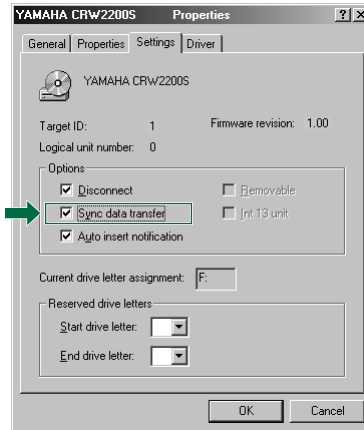 YAMAHA CRW2200S Properties
General Properties Settings Driver
YAMAHA CRW2200S
Target ID: 1 Firmware revision: 1.00
Logical unit number: 0
Options
Disconnect Removable
Sync data transfer Int 13 unit
Auto insert notification
Current drive letter assignment: F:
Reserved drive letters
Start drive letter:
End drive letter:
OK Cancel